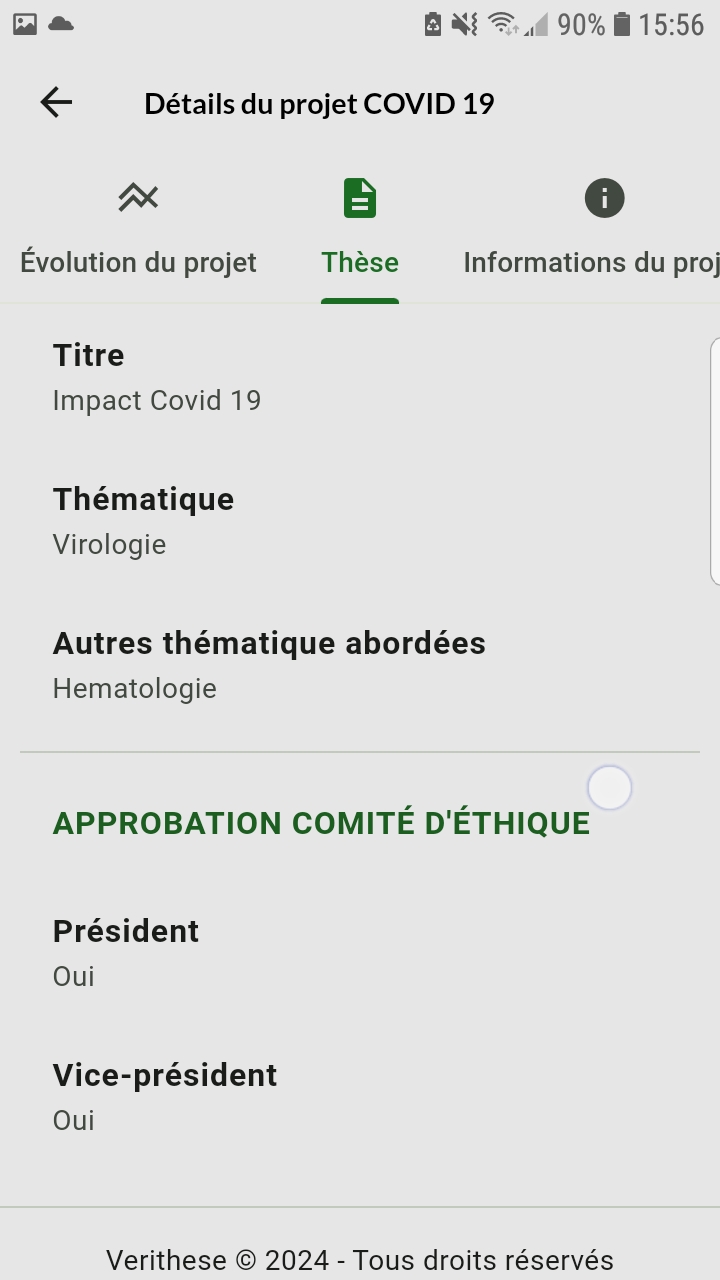 90% 15:56
Détails du projet COVID 19
Évolution du projet Thèse Informations du proj
Titre
Impact Covid 19
Thématique
Virologie
Autres thématique abordées
Hematologie
APPROBATION COMITÉ D'ÉTHIQUE
Président
Oui
Vice-président
Oui
Verithese © 2024 - Tous droits réservés